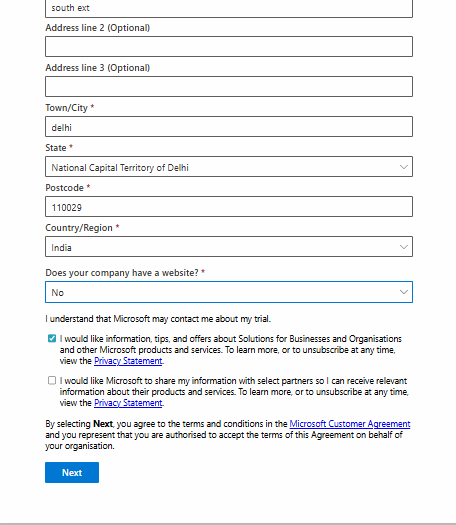 south ext
Address line 2 (Optional)
Address line 3 (Optional)
Town/City *
delhi
State *
National Capital Territory of Delhi
Postcode *
110029
Country/Region *
India
Does your company have a website? *
No
I understand that Microsoft may contact me about my trial.
I would like information, tips, and offers about Solutions for Businesses and Organisations
and other Microsoft products and services. To learn more, or to unsubscribe at any time,
view the Privacy Statement.
I would like Microsoft to share my information with select partners so I can receive relevant
information about their products and services. To learn more, or to unsubscribe at any time,
view the Privacy Statement.
By selecting Next, you agree to the terms and conditions in the Microsoft Customer Agreement
and you represent that you are authorised to accept the terms of this Agreement on behalf of
your organisation.
Next